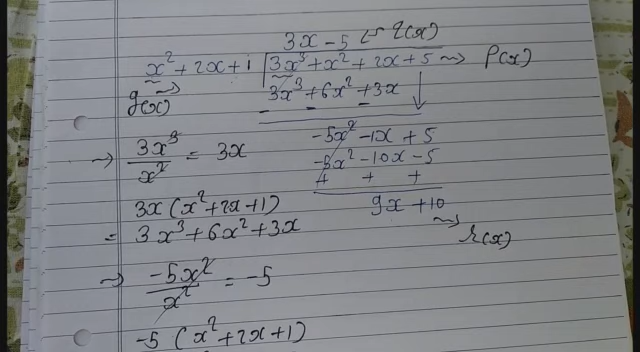 3x - 5 → q(x)
x² + 2x + 1 | 3x³ + x² + 2x + 5 → p(x)
g(x) → 3x³ + 6x² + 3x
- - -
→ 3x³/x² = 3x
-5x² - 1x + 5
-5x² - 10x - 5
+ + +
3x (x² + 2x + 1)
9x + 10
= 3x³ + 6x² + 3x
→ r(x)
→ -5x²/x² = -5
-5 (x² + 2x + 1)